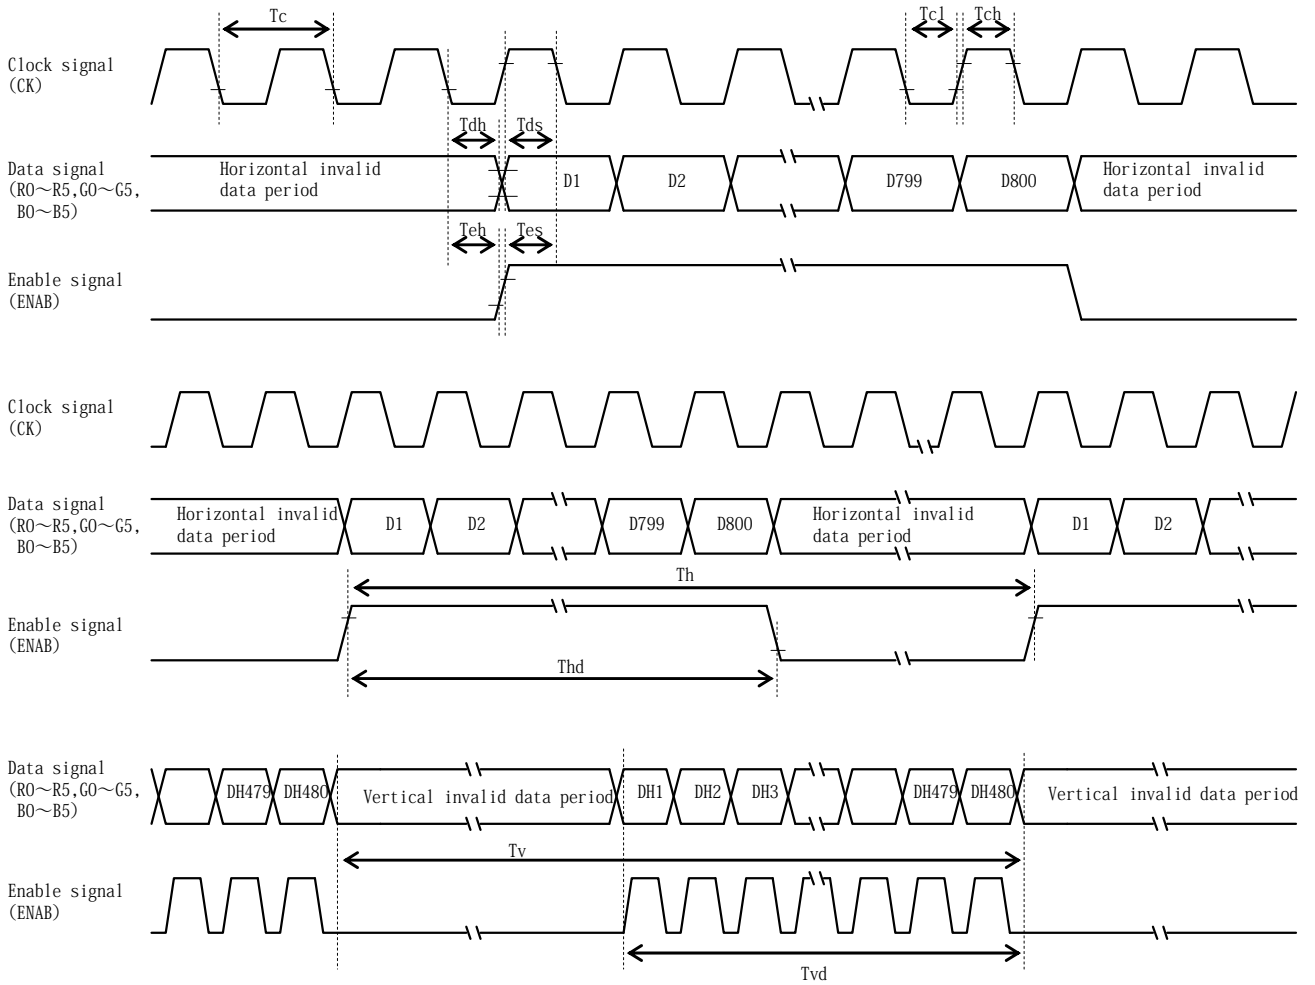 Tc
Tcl
Tch
Clock signal
(CK)
Tdh
Tds
Data signal
(R0～R5,G0～G5,
B0～B5)
Horizontal invalid
data period
D1
D2
D799
D800
Horizontal invalid
data period
Teh
Tes
Enable signal
(ENAB)
Clock signal
(CK)
Data signal
(R0～R5,G0～G5,
B0～B5)
Horizontal invalid
data period
D1
D2
D799
D800
Horizontal invalid
data period
D1
D2
Th
Enable signal
(ENAB)
Thd
Data signal
(R0～R5,G0～G5,
B0～B5)
DH479
DH480
Vertical invalid data period
DH1
DH2
DH3
DH479
DH480
Vertical invalid data period
Tv
Enable signal
(ENAB)
Tvd